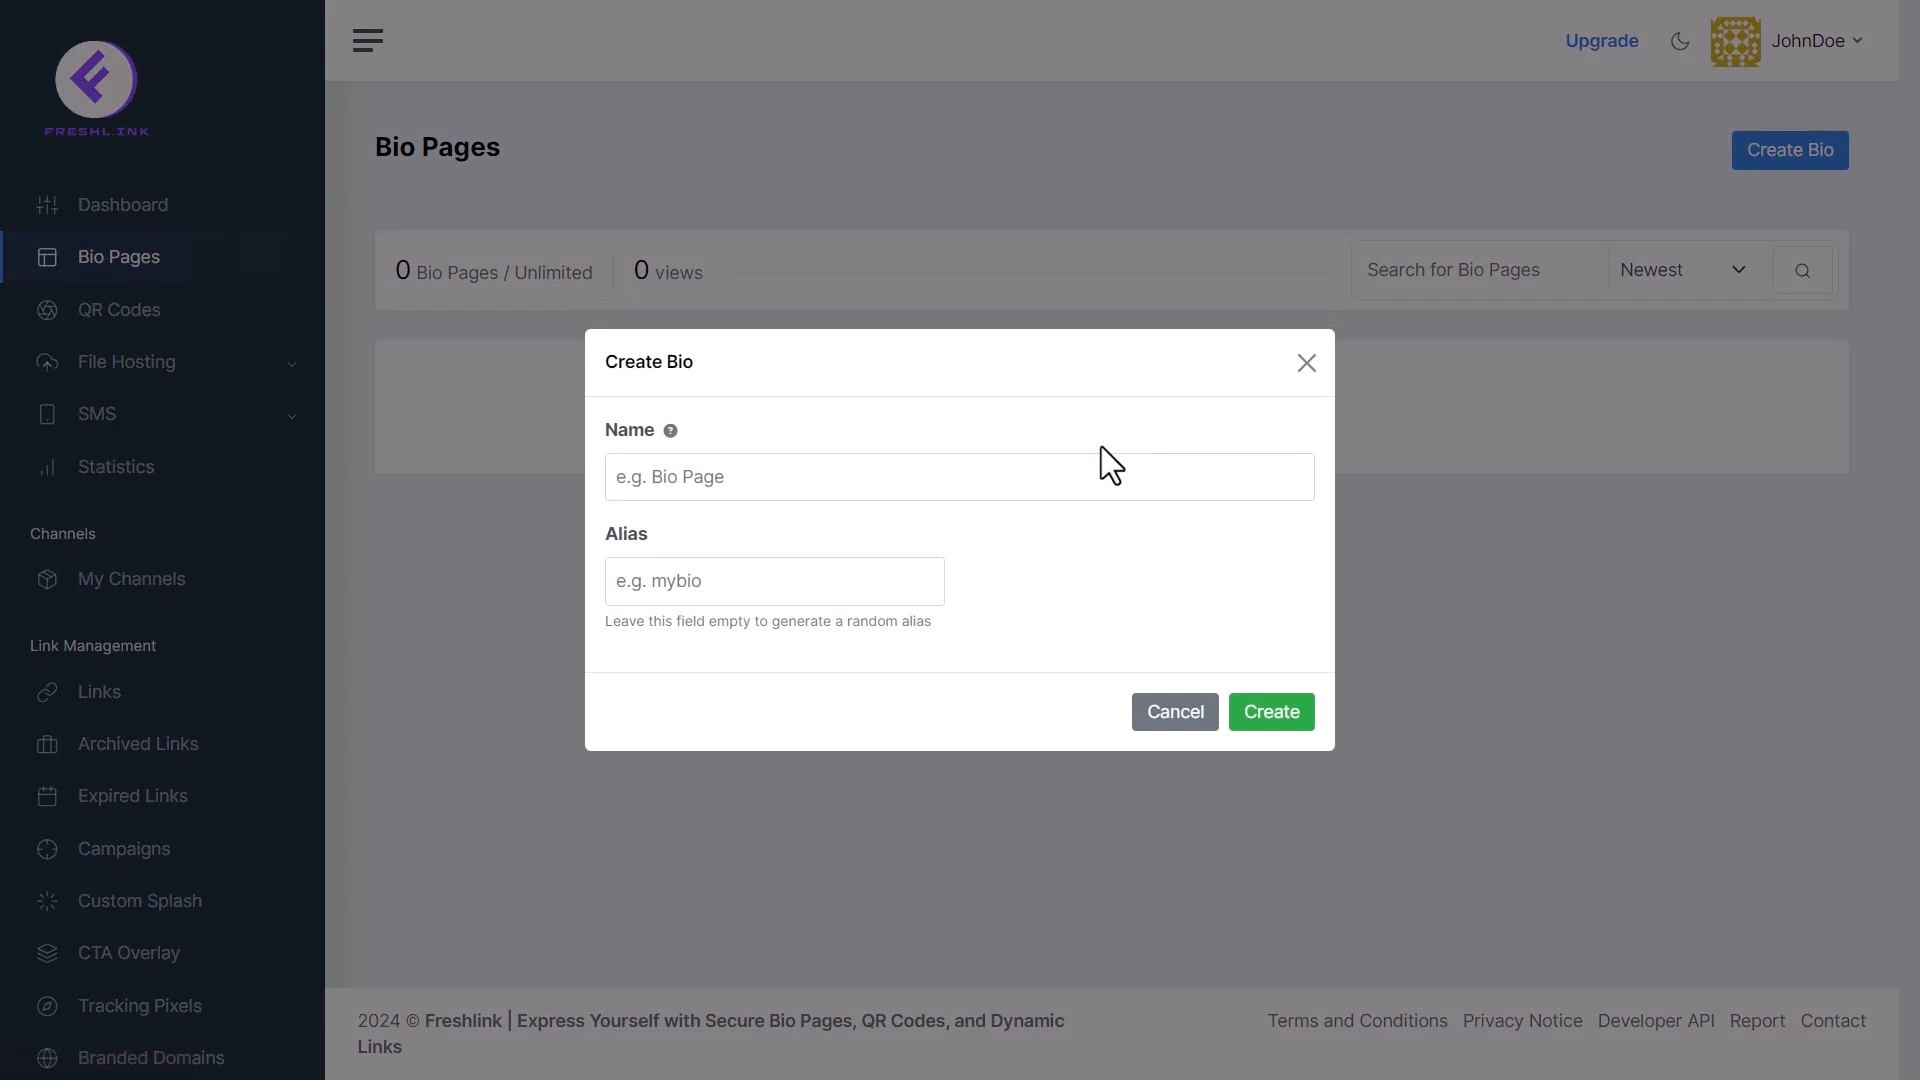 FRESHL.INK
Dashboard
Bio Pages
QR Codes
File Hosting
SMS
Statistics
Channels
My Channels
Link Management
Links
Archived Links
Expired Links
Campaigns
Custom Splash
CTA Overlay
Tracking Pixels
Branded Domains
Upgrade
JohnDoe
Bio Pages
Create Bio
0 Bio Pages / Unlimited
0 views
Search for Bio Pages
Newest
Create Bio
Name ?
e.g. Bio Page
Alias
e.g. mybio
Leave this field empty to generate a random alias
Cancel
Create
2024 © Freshlink | Express Yourself with Secure Bio Pages, QR Codes, and Dynamic
Links
Terms and Conditions
Privacy Notice
Developer API
Report
Contact